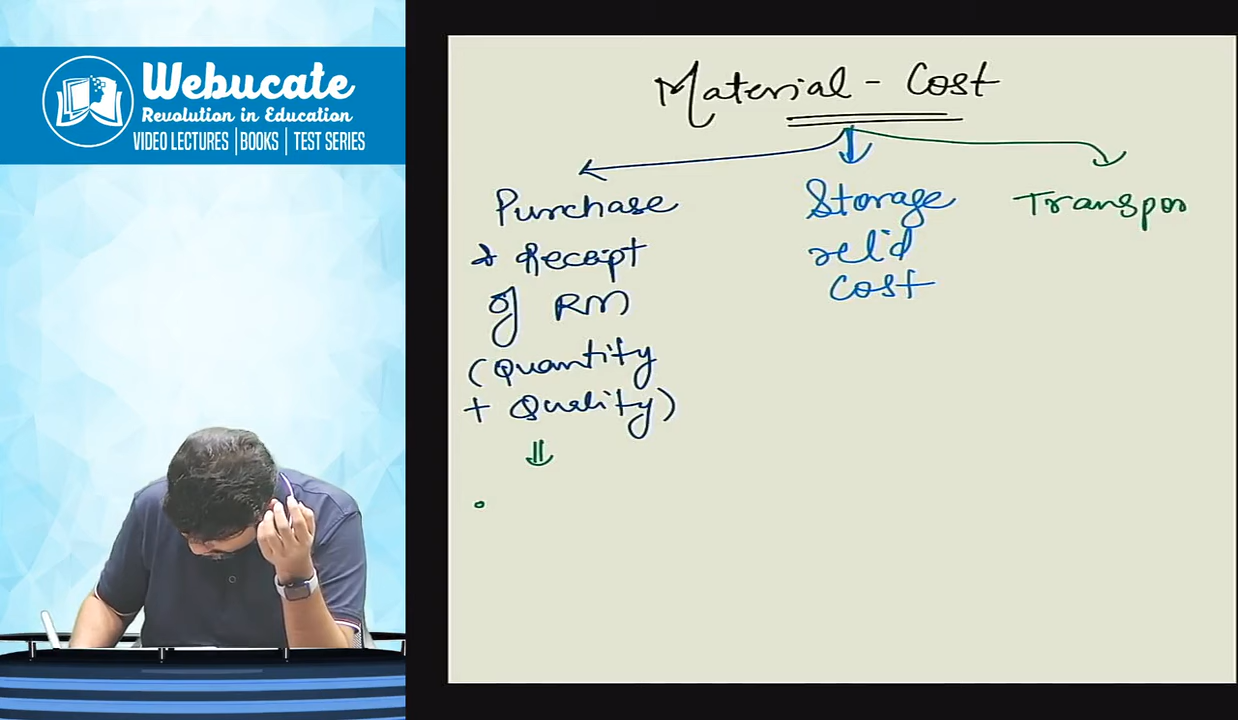 Webucate
Revolution in Education
VIDEO LECTURES | BOOKS | TEST SERIES
Material - Cost
Purchase
& Receipt
of RM
(Quantity
+ Quality)
Storage
rel'd
cost
Transpor